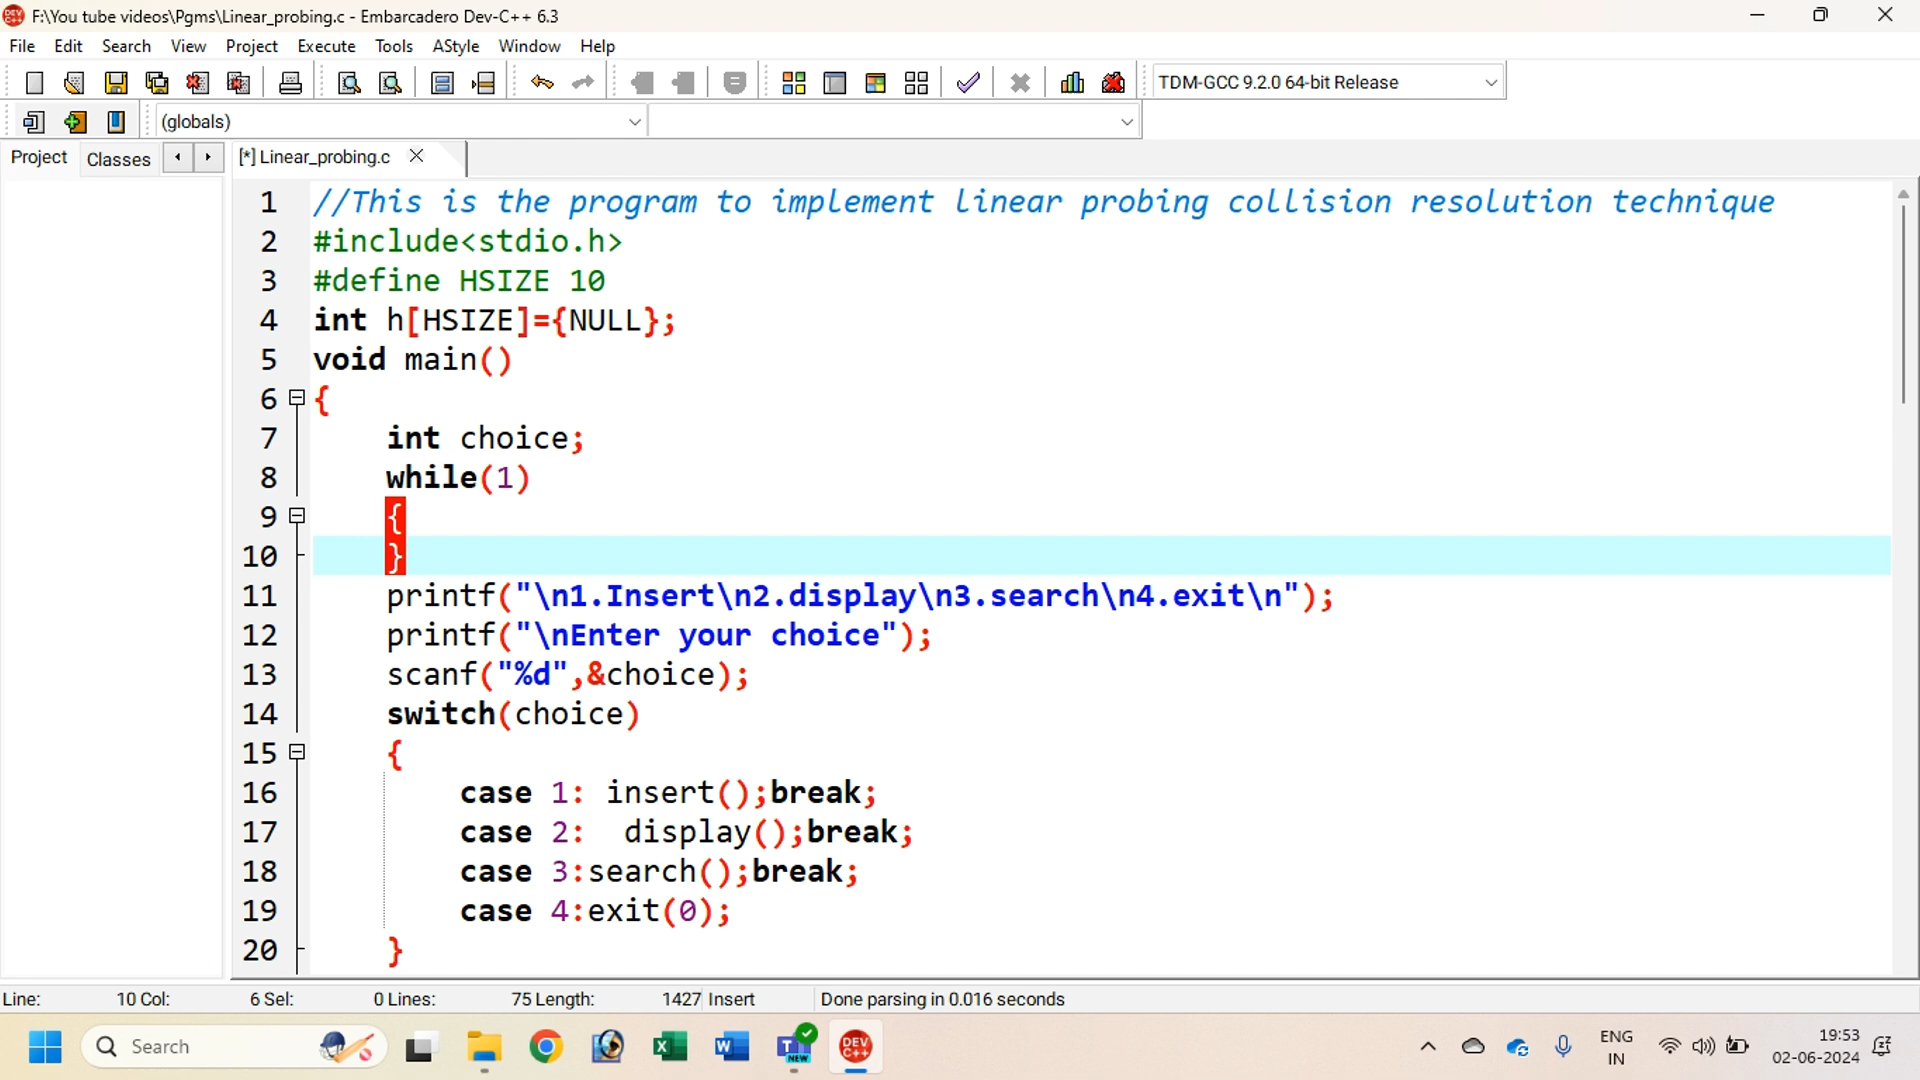 F:\You tube videos\Pgms\Linear_probing.c - Embarcadero Dev-C++ 6.3
File Edit Search View Project Execute Tools AStyle Window Help
TDM-GCC 9.2.0 64-bit Release
(globals)
Project Classes [*] Linear_probing.c
1 //This is the program to implement linear probing collision resolution technique
2 #include<stdio.h>
3 #define HSIZE 10
4 int h[HSIZE]={NULL};
5 void main()
6 {
7 int choice;
8 while(1)
9 {
10 }
11 printf("\n1.Insert\n2.display\n3.search\n4.exit\n");
12 printf("\nEnter your choice");
13 scanf("%d",&choice);
14 switch(choice)
15 {
16 case 1: insert();break;
17 case 2:  display();break;
18 case 3:search();break;
19 case 4:exit(0);
20 }
Line: 10 Col: 6 Sel: 0 Lines: 75 Length: 1427 Insert Done parsing in 0.016 seconds
Search ENG 19:53
IN 02-06-2024
DEV C++
NEW